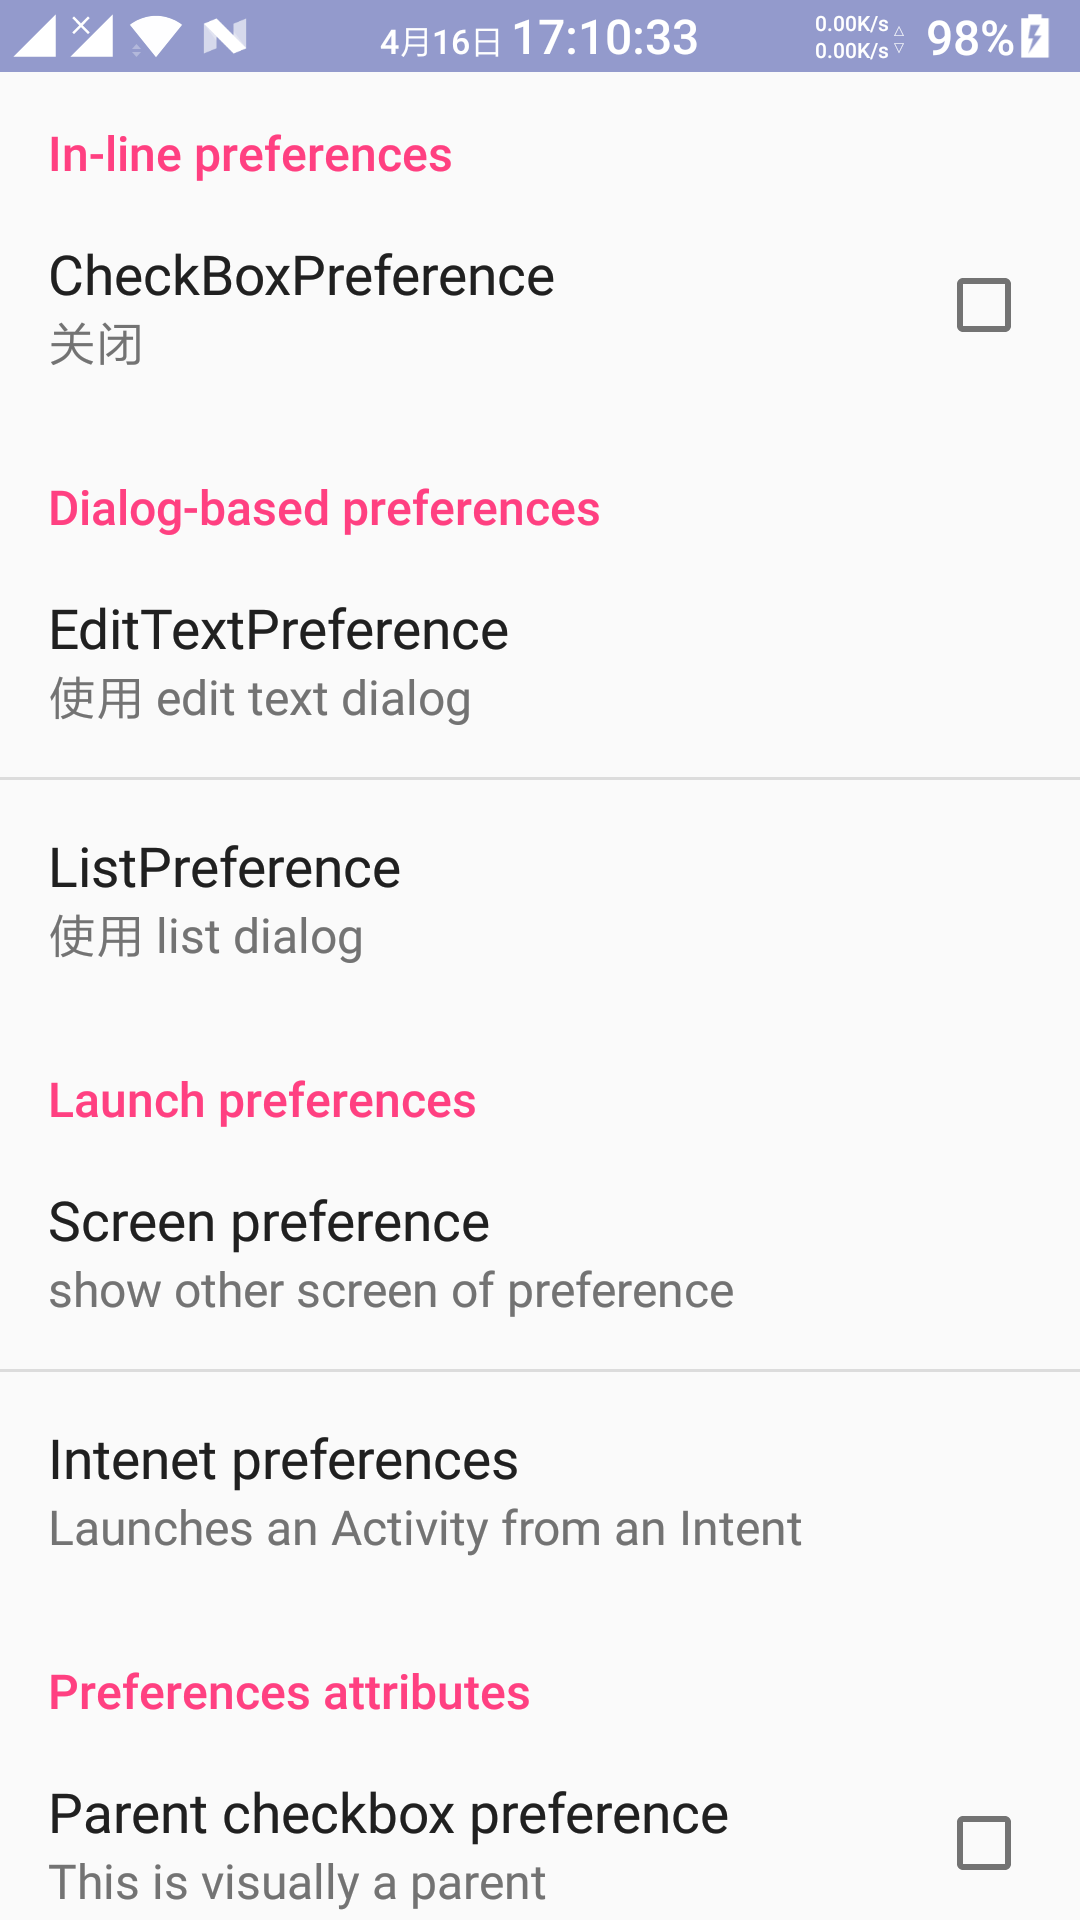 4月16日 17:10:33
0.00K/s
0.00K/s
98%
In-line preferences
CheckBoxPreference
关闭
Dialog-based preferences
EditTextPreference
使用 edit text dialog
ListPreference
使用 list dialog
Launch preferences
Screen preference
show other screen of preference
Intenet preferences
Launches an Activity from an Intent
Preferences attributes
Parent checkbox preference
This is visually a parent